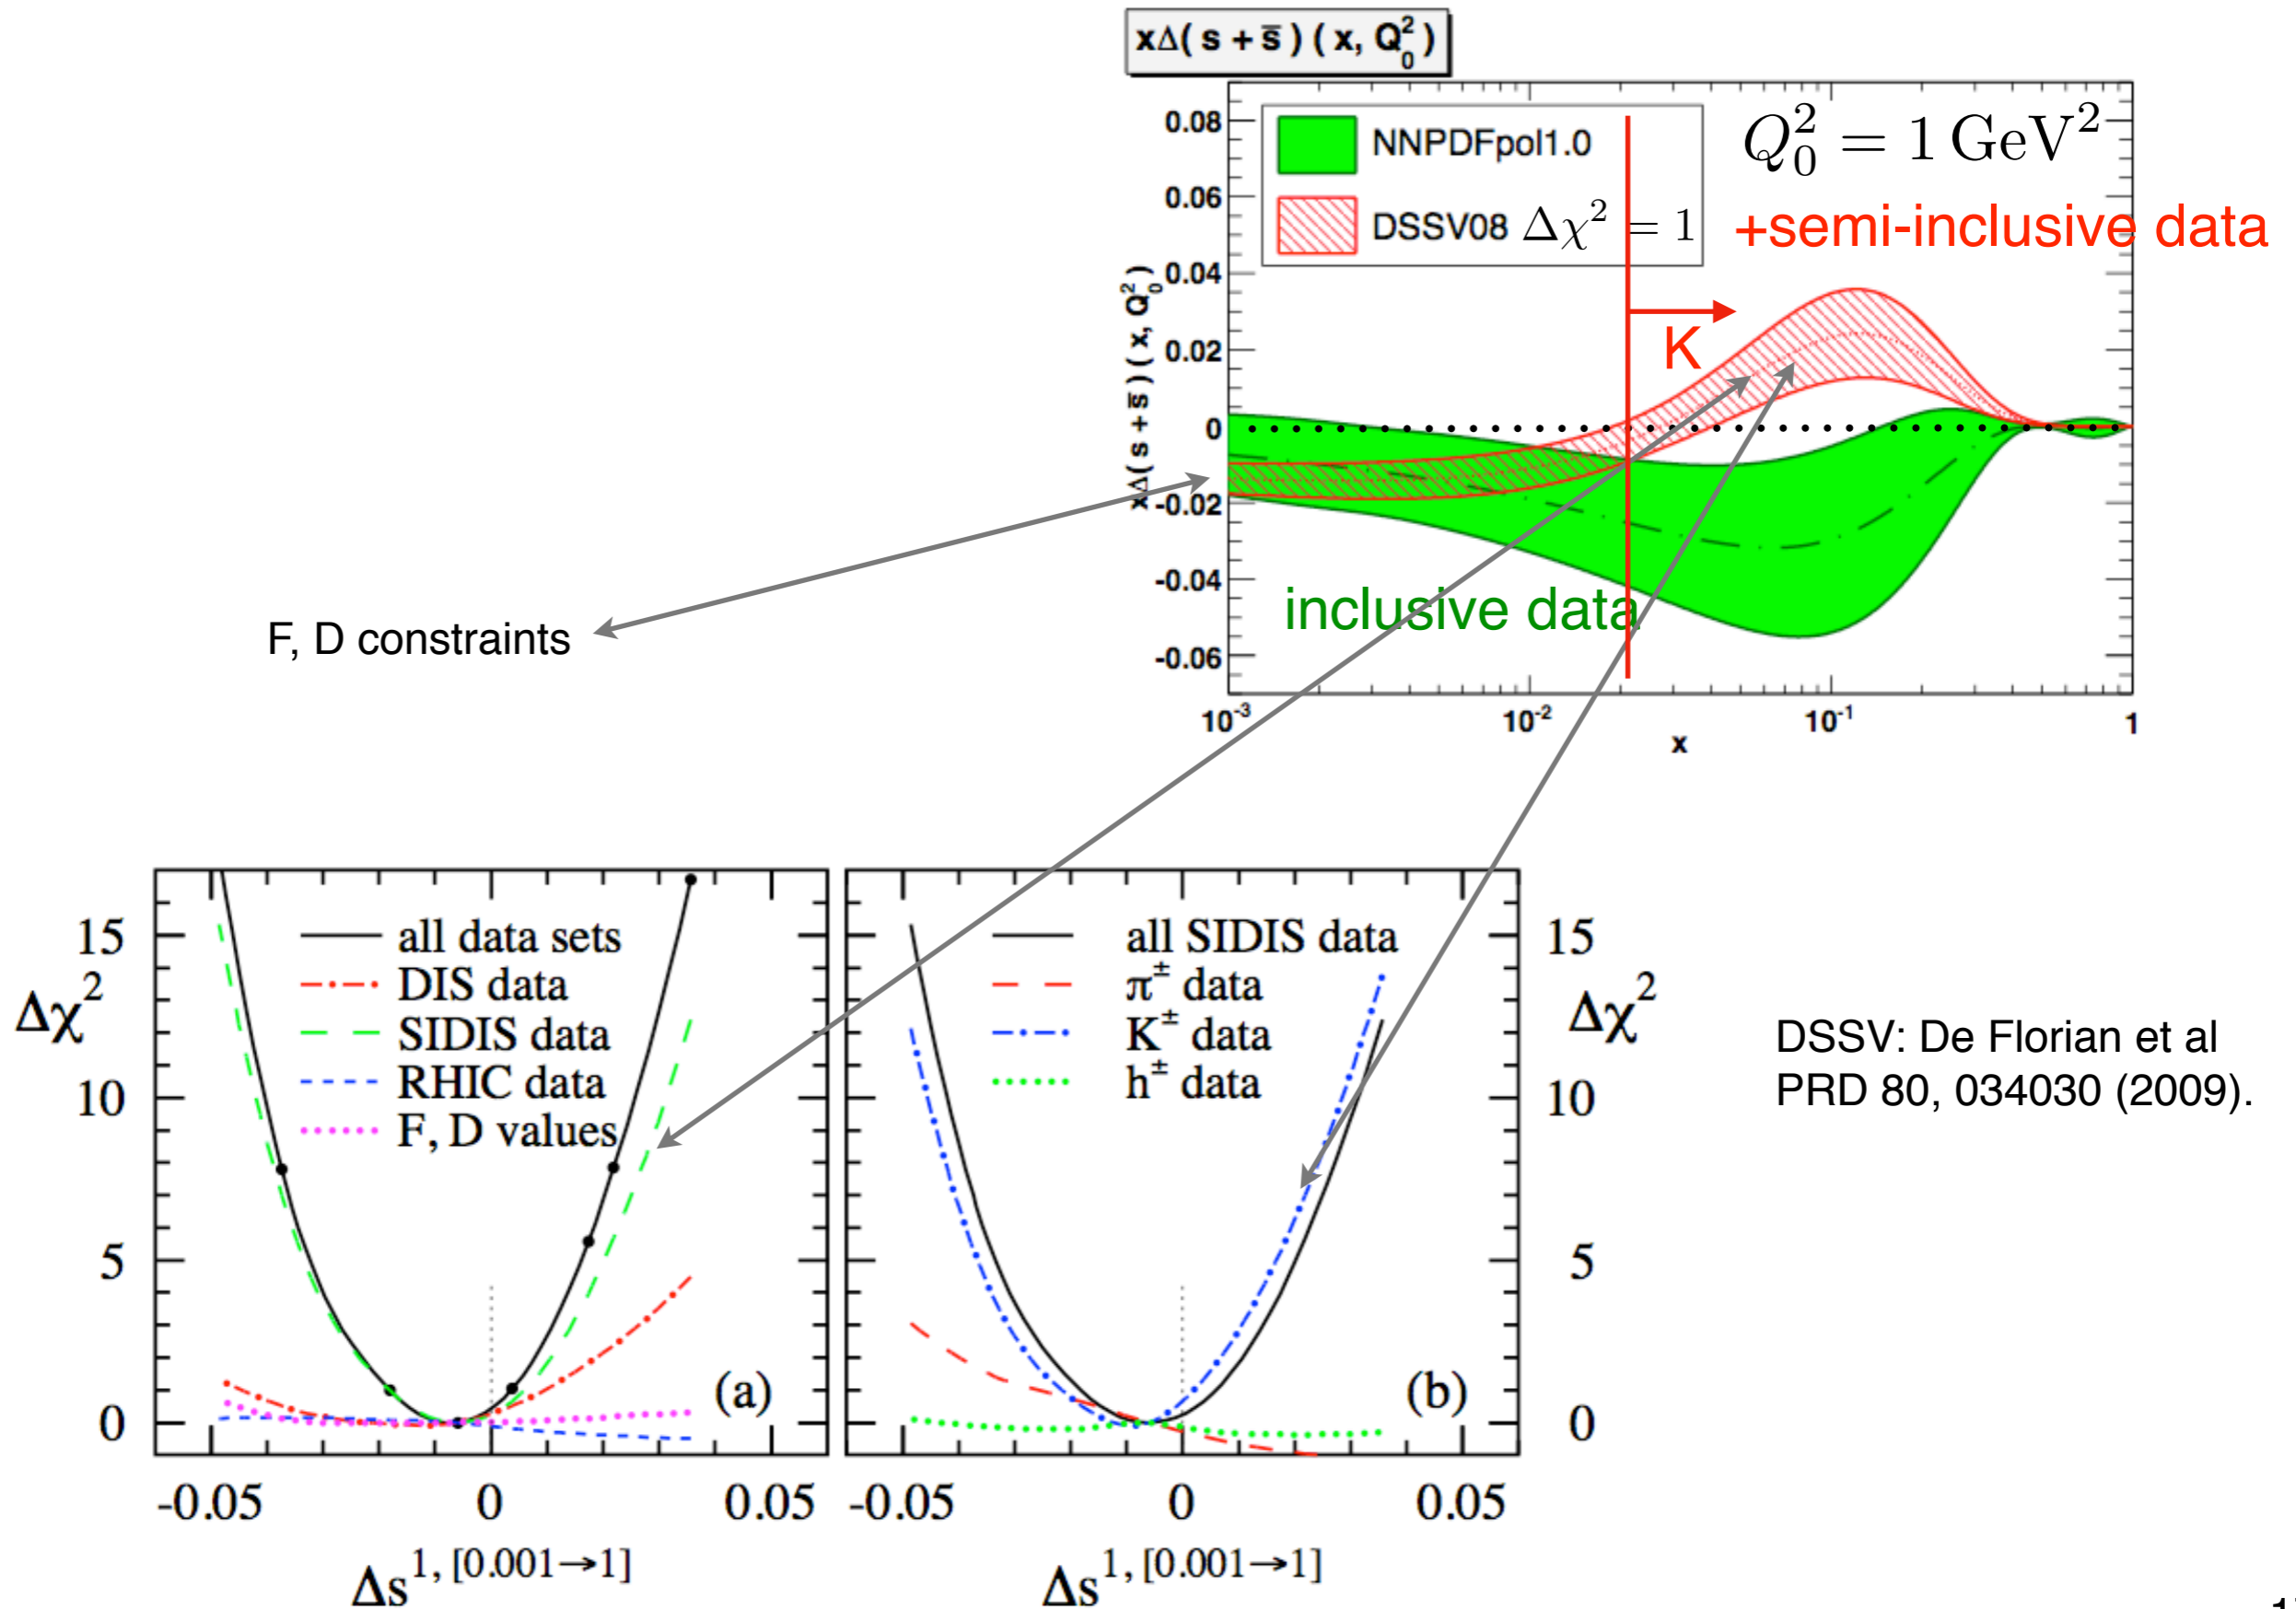 xΔ( s + s̅ ) ( x, Q₀² )
NNPDFpol1.0
DSSV08 Δχ² = 1
Q₀² = 1 GeV²
+semi-inclusive data
K
inclusive data
xΔ( s + s̅ ) ( x, Q₀² )
0.08
0.06
0.04
0.02
0
-0.02
-0.04
-0.06
10⁻³ 10⁻² 10⁻¹ 1
x
F, D constraints
Δχ²
15
10
5
0
all data sets
DIS data
SIDIS data
RHIC data
F, D values
(a)
-0.05 0 0.05
Δs^1, [0.001→1]
all SIDIS data
π± data
K± data
h± data
(b)
15
10
5
0
Δχ²
-0.05 0 0.05
Δs^1, [0.001→1]
DSSV: De Florian et al
PRD 80, 034030 (2009).